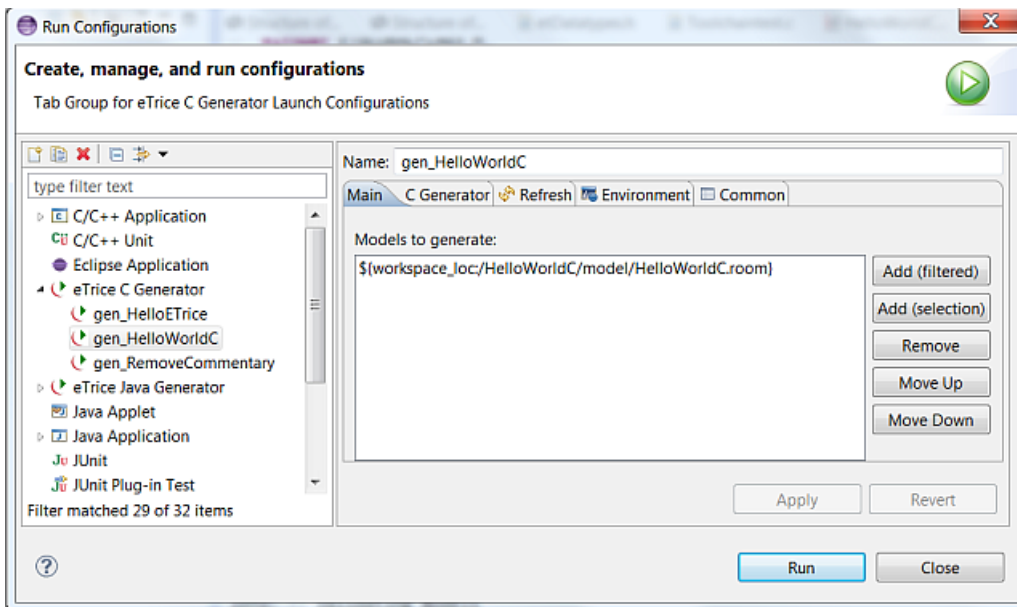 Run Configurations
Create, manage, and run configurations
Tab Group for eTrice C Generator Launch Configurations
type filter text
C/C++ Application
C/C++ Unit
Eclipse Application
eTrice C Generator
gen_HelloETrice
gen_HelloWorldC
gen_RemoveCommentary
eTrice Java Generator
Java Applet
Java Application
JUnit
JUnit Plug-in Test
Filter matched 29 of 32 items
Name: gen_HelloWorldC
Main C Generator Refresh Environment Common
Models to generate:
${workspace_loc:/HelloWorldC/model/HelloWorldC.room}
Add (filtered)
Add (selection)
Remove
Move Up
Move Down
Apply Revert
Run Close